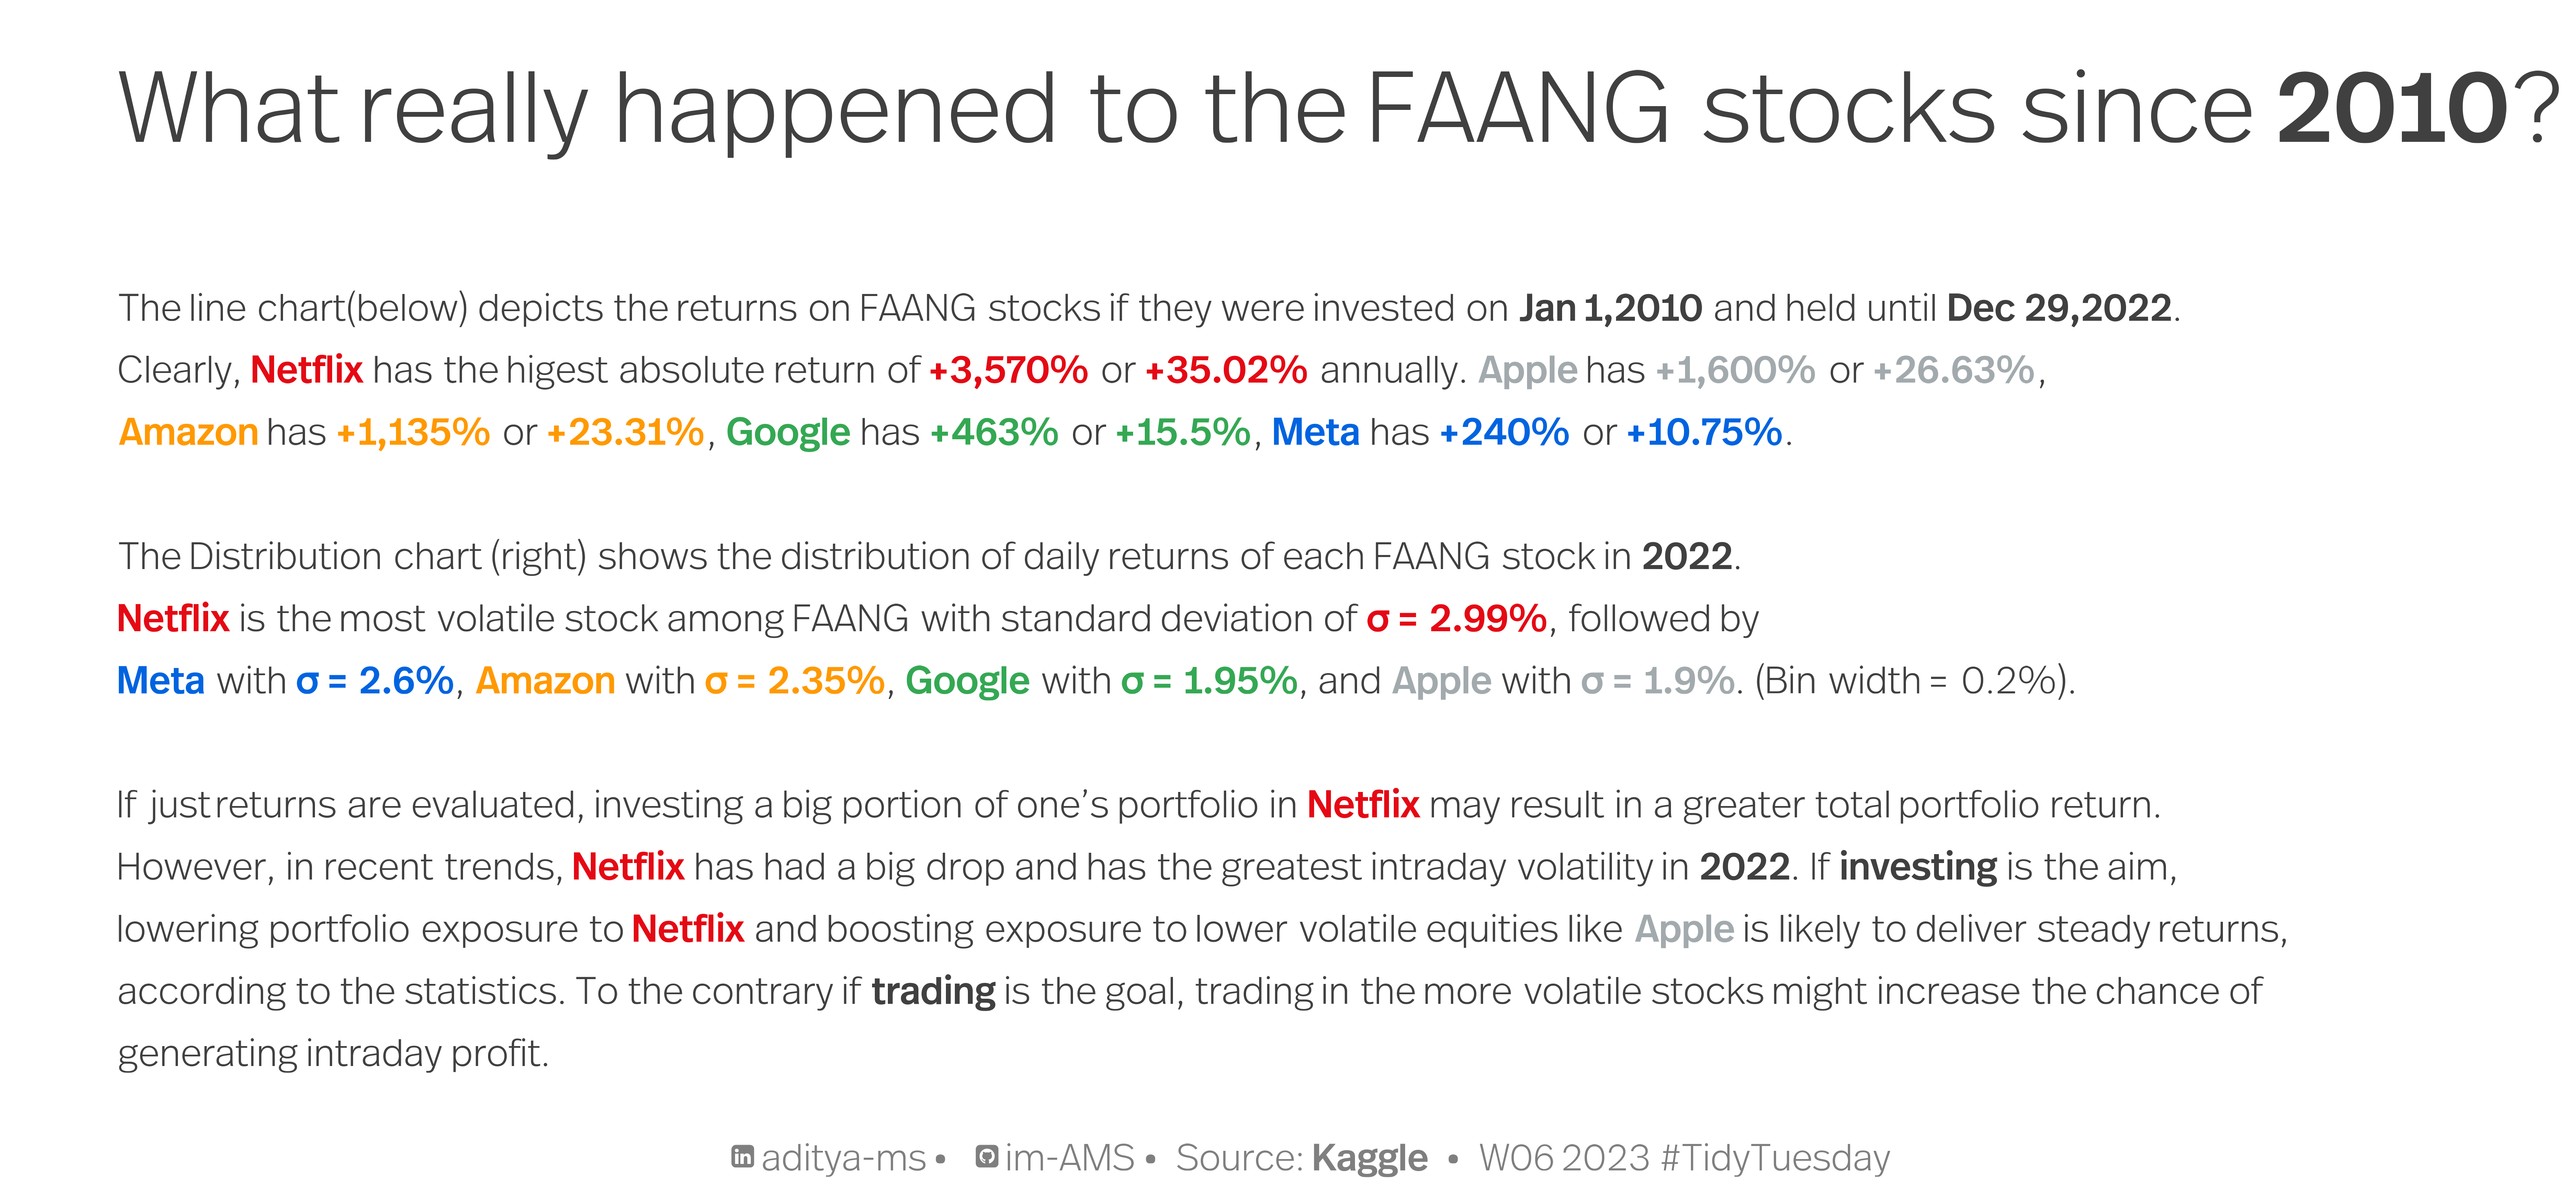 What really happened to the FAANG stocks since 2010?
The line chart(below) depicts the returns on FAANG stocks if they were invested on Jan 1,2010 and held until Dec 29,2022.
Clearly, Netflix has the higest absolute return of +3,570% or +35.02% annually. Apple has +1,600% or +26.63%,
Amazon has +1,135% or +23.31%, Google has +463% or +15.5%, Meta has +240% or +10.75%.
The Distribution chart (right) shows the distribution of daily returns of each FAANG stock in 2022.
Netflix is the most volatile stock among FAANG with standard deviation of σ = 2.99%, followed by
Meta with σ = 2.6%, Amazon with σ = 2.35%, Google with σ = 1.95%, and Apple with σ = 1.9%. (Bin width = 0.2%).
If just returns are evaluated, investing a big portion of one’s portfolio in Netflix may result in a greater total portfolio return.
However, in recent trends, Netflix has had a big drop and has the greatest intraday volatility in 2022. If investing is the aim,
lowering portfolio exposure to Netflix and boosting exposure to lower volatile equities like Apple is likely to deliver steady returns,
according to the statistics. To the contrary if trading is the goal, trading in the more volatile stocks might increase the chance of
generating intraday profit.
in aditya-ms • im-AMS • Source: Kaggle • W06 2023 #TidyTuesday